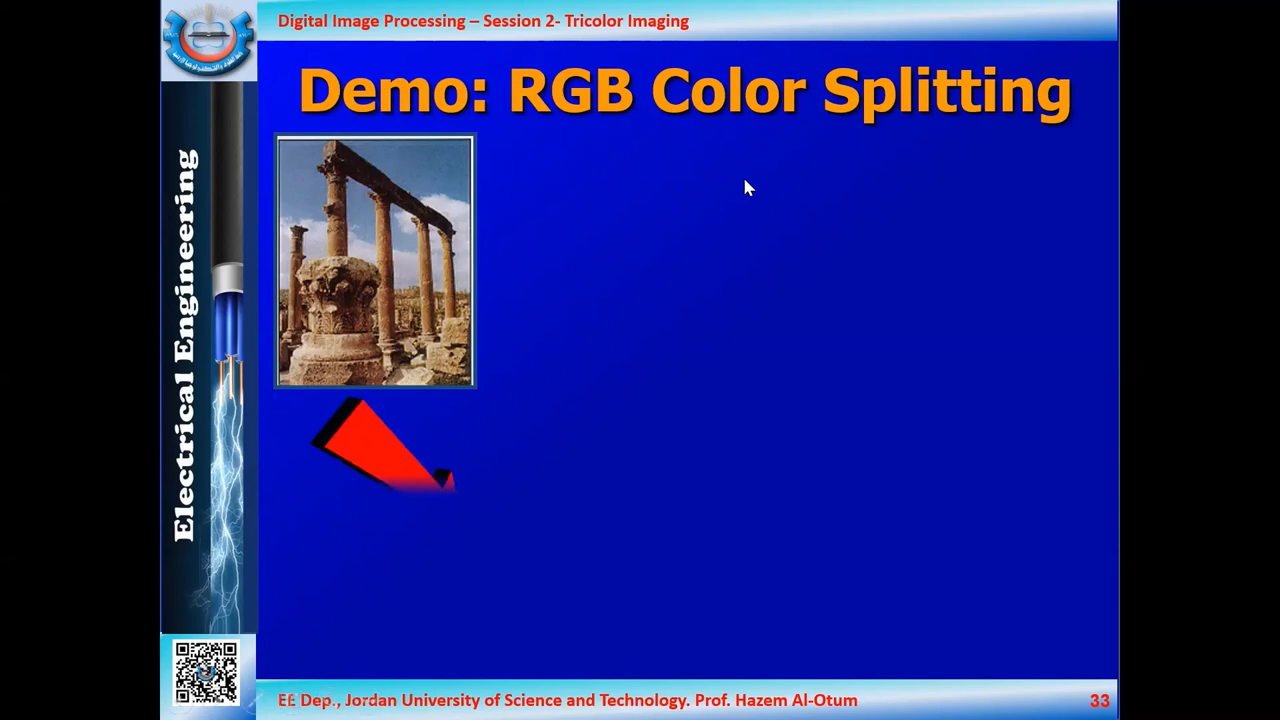 Digital Image Processing – Session 2- Tricolor Imaging
Demo: RGB Color Splitting
Electrical Engineering
EE Dep., Jordan University of Science and Technology. Prof. Hazem Al-Otum
33